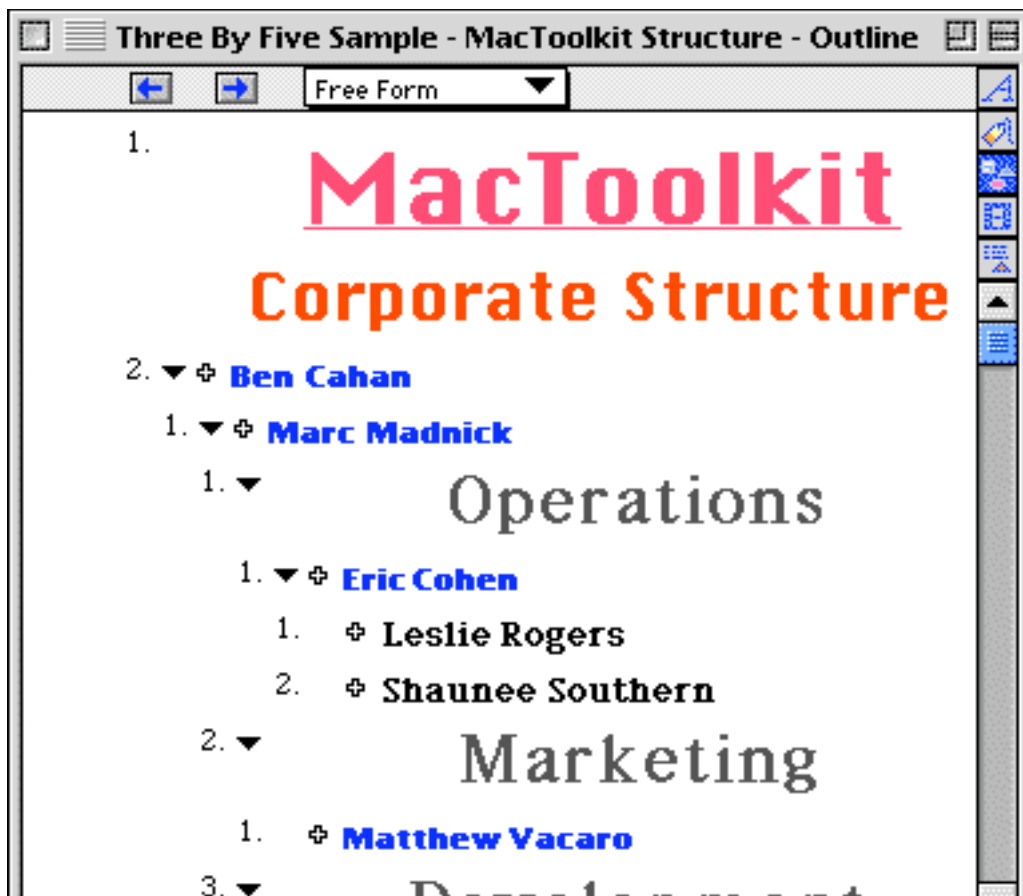 Three By Five Sample - MacToolkit Structure - Outline
Free Form
1. MacToolkit
Corporate Structure
2. Ben Cahan
1. Marc Madnick
1. Operations
1. Eric Cohen
1. Leslie Rogers
2. Shaunee Southern
2. Marketing
1. Matthew Vacaro
3. Development